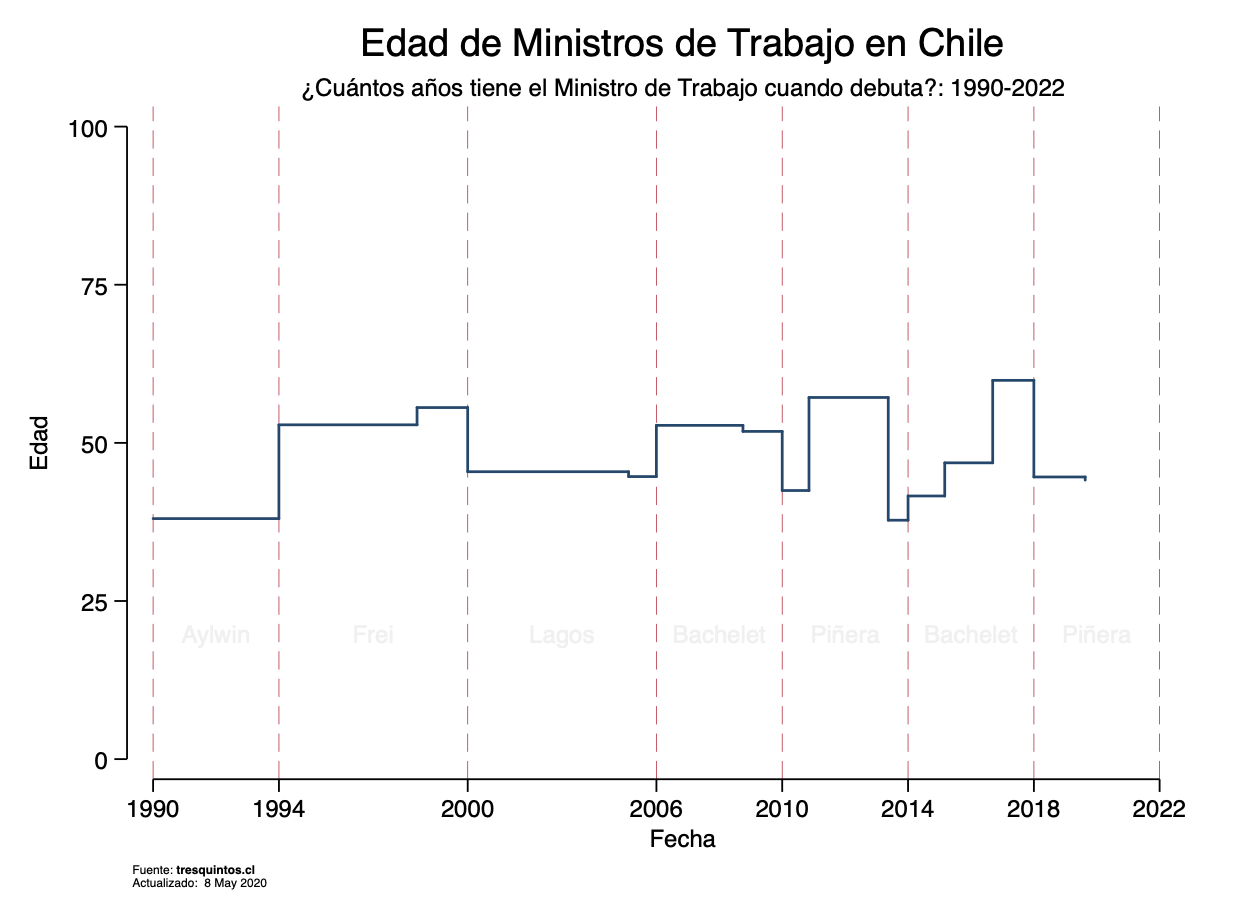 Edad de Ministros de Trabajo en Chile
¿Cuántos años tiene el Ministro de Trabajo cuando debuta?: 1990-2022
100
75
50
25
0
Edad
Aylwin
Frei
Lagos
Bachelet
Piñera
Bachelet
Piñera
1990
1994
2000
2006
2010
2014
2018
2022
Fecha
Fuente: tresquintos.cl
Actualizado: 8 May 2020